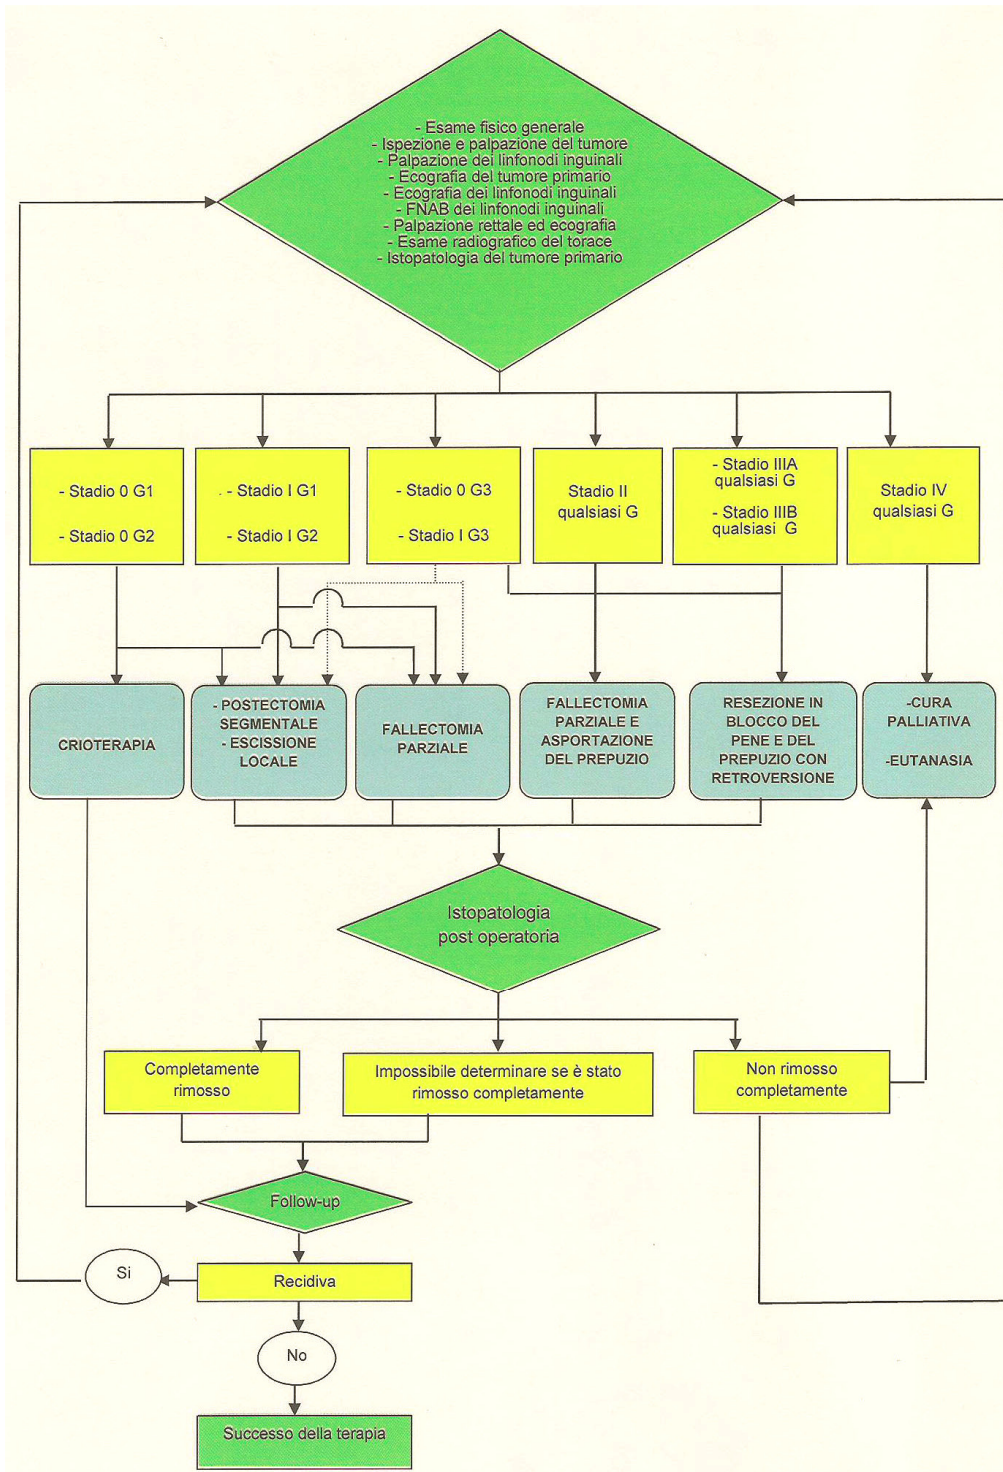 - Esame fisico generale
- Ispezione e palpazione del tumore
- Palpazione dei linfonodi inguinali
- Ecografia del tumore primario
- Ecografia dei linfonodi inguinali
- FNAB dei linfonodi inguinali
- Palpazione rettale ed ecografia
- Esame radiografico del torace
- Istopatologia del tumore primario
- Stadio 0 G1
- Stadio 0 G2
- Stadio I G1
- Stadio I G2
- Stadio 0 G3
- Stadio I G3
Stadio II
qualsiasi G
- Stadio IIIA
qualsiasi G
- Stadio IIIB
qualsiasi G
Stadio IV
qualsiasi G
CRIOTERAPIA
- POSTECTOMIA
SEGMENTALE
- ESCISSIONE
LOCALE
FALLECTOMIA
PARZIALE
FALLECTOMIA
PARZIALE E
ASPORTAZIONE
DEL PREPUZIO
RESEZIONE IN
BLOCCO DEL
PENE E DEL
PREPUZIO CON
RETROVERSIONE
-CURA
PALLIATIVA
-EUTANASIA
Istopatologia
post operatoria
Completamente
rimosso
Impossibile determinare se è stato
rimosso completamente
Non rimosso
completamente
Follow-up
Si
Recidiva
No
Successo della terapia